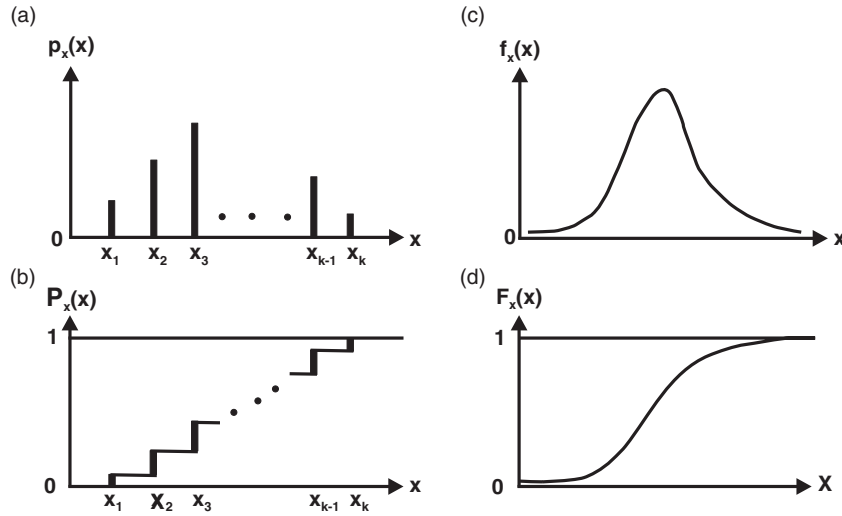 (a)
pₓ(x)
0
x₁ x₂ x₃ xₖ₋₁ xₖ x
(b)
Pₓ(x)
1
0
x₁ X₂ x₃ xₖ₋₁ xₖ x
(c)
fₓ(x)
0
x
(d)
Fₓ(x)
1
0
X